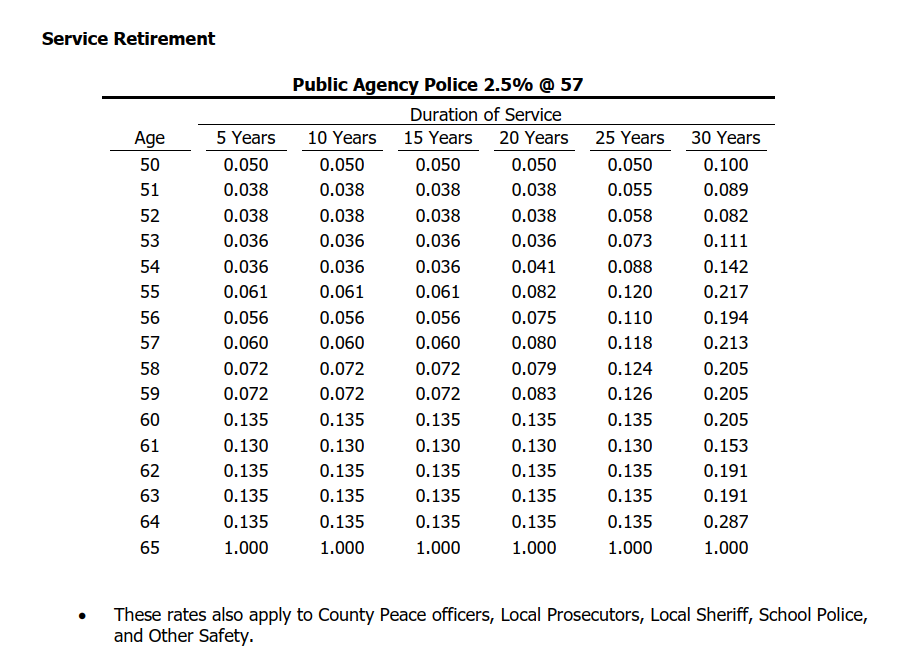 Service Retirement
Public Agency Police 2.5% @ 57
Duration of Service
Age 5 Years 10 Years 15 Years 20 Years 25 Years 30 Years
50 0.050 0.050 0.050 0.050 0.050 0.100
51 0.038 0.038 0.038 0.038 0.055 0.089
52 0.038 0.038 0.038 0.038 0.058 0.082
53 0.036 0.036 0.036 0.036 0.073 0.111
54 0.036 0.036 0.036 0.041 0.088 0.142
55 0.061 0.061 0.061 0.082 0.120 0.217
56 0.056 0.056 0.056 0.075 0.110 0.194
57 0.060 0.060 0.060 0.080 0.118 0.213
58 0.072 0.072 0.072 0.079 0.124 0.205
59 0.072 0.072 0.072 0.083 0.126 0.205
60 0.135 0.135 0.135 0.135 0.135 0.205
61 0.130 0.130 0.130 0.130 0.130 0.153
62 0.135 0.135 0.135 0.135 0.135 0.191
63 0.135 0.135 0.135 0.135 0.135 0.191
64 0.135 0.135 0.135 0.135 0.135 0.287
65 1.000 1.000 1.000 1.000 1.000 1.000
• These rates also apply to County Peace officers, Local Prosecutors, Local Sheriff, School Police,
and Other Safety.